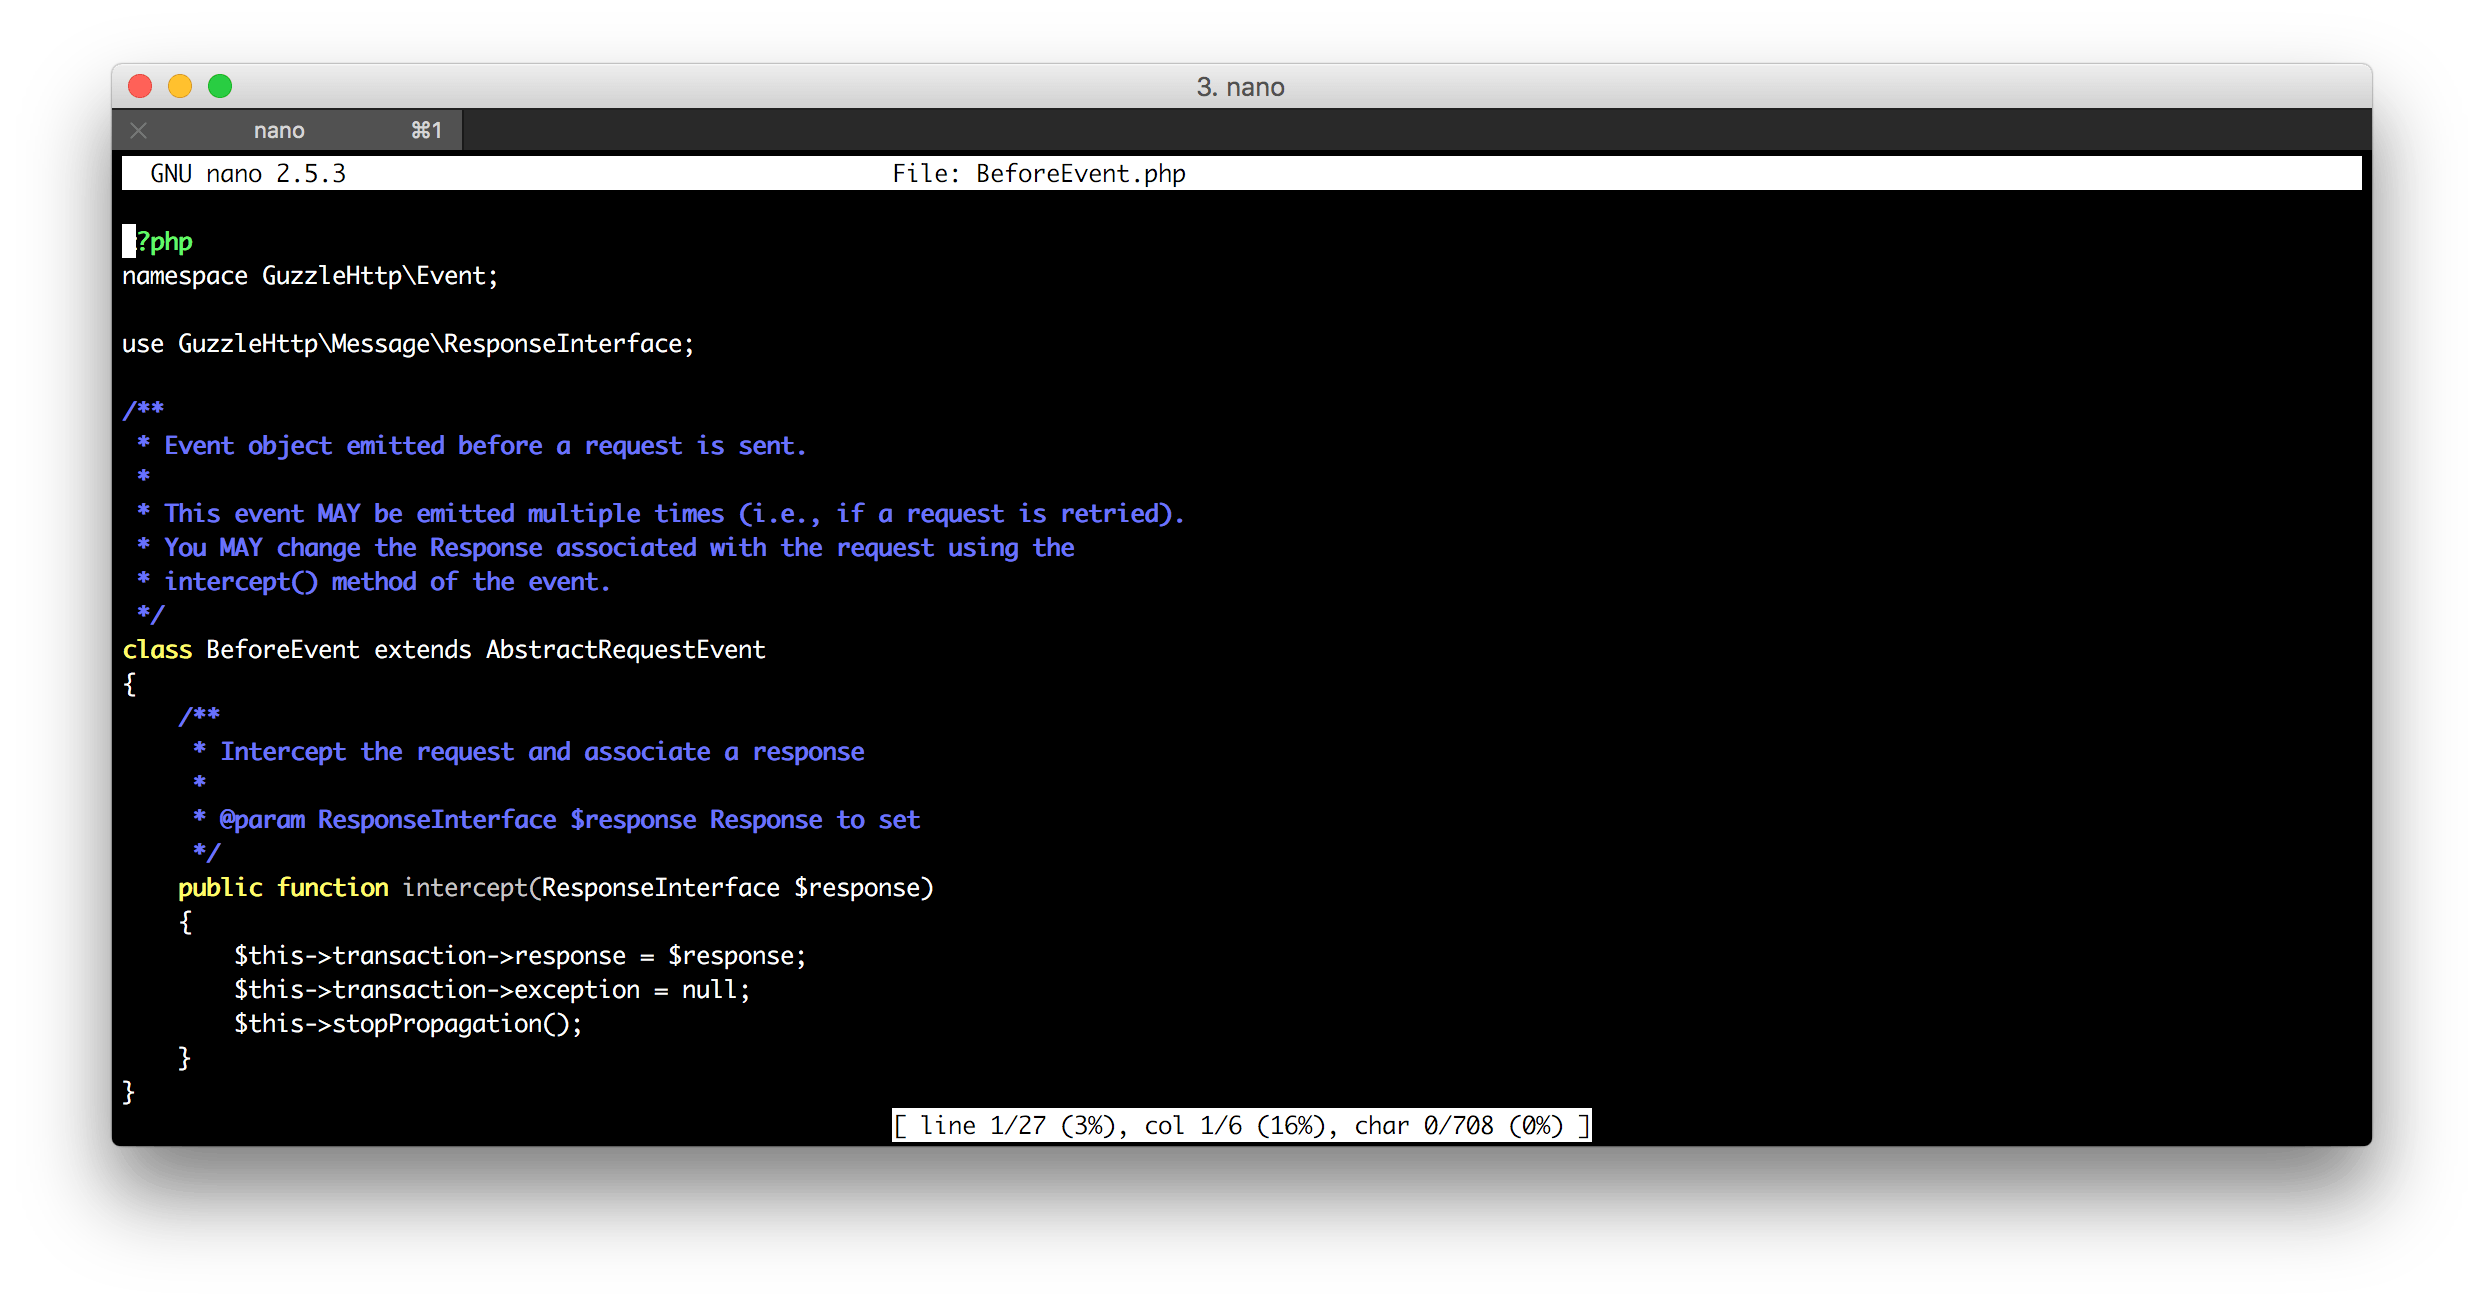 3. nano
nano ⌘1
GNU nano 2.5.3 File: BeforeEvent.php
<?php
namespace GuzzleHttp\Event;
use GuzzleHttp\Message\ResponseInterface;
/**
 * Event object emitted before a request is sent.
 *
 * This event MAY be emitted multiple times (i.e., if a request is retried).
 * You MAY change the Response associated with the request using the
 * intercept() method of the event.
 */
class BeforeEvent extends AbstractRequestEvent
{
    /**
     * Intercept the request and associate a response
     *
     * @param ResponseInterface $response Response to set
     */
    public function intercept(ResponseInterface $response)
    {
        $this->transaction->response = $response;
        $this->transaction->exception = null;
        $this->stopPropagation();
    }
}
[ line 1/27 (3%), col 1/6 (16%), char 0/708 (0%) ]